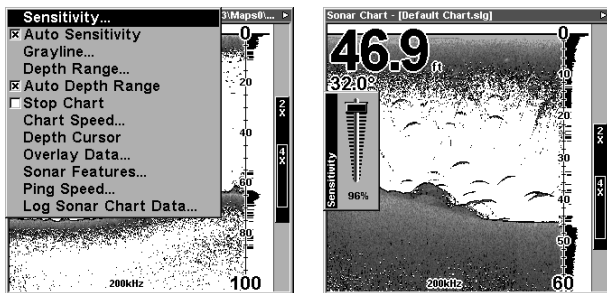 Sensitivity...
3\Maps0\...
Auto Sensitivity
Grayline...
Depth Range...
Auto Depth Range
Stop Chart
Chart Speed...
Depth Cursor
Overlay Data...
Sonar Features...
Ping Speed...
Log Sonar Chart Data...
0
20
40
60
80
100
2X
4X
200kHz
Sonar Chart - [Default Chart.slg]
46.9 ft
32.0°
Sensitivity
96%
0
10
30
40
50
60
2X
4X
200kHz